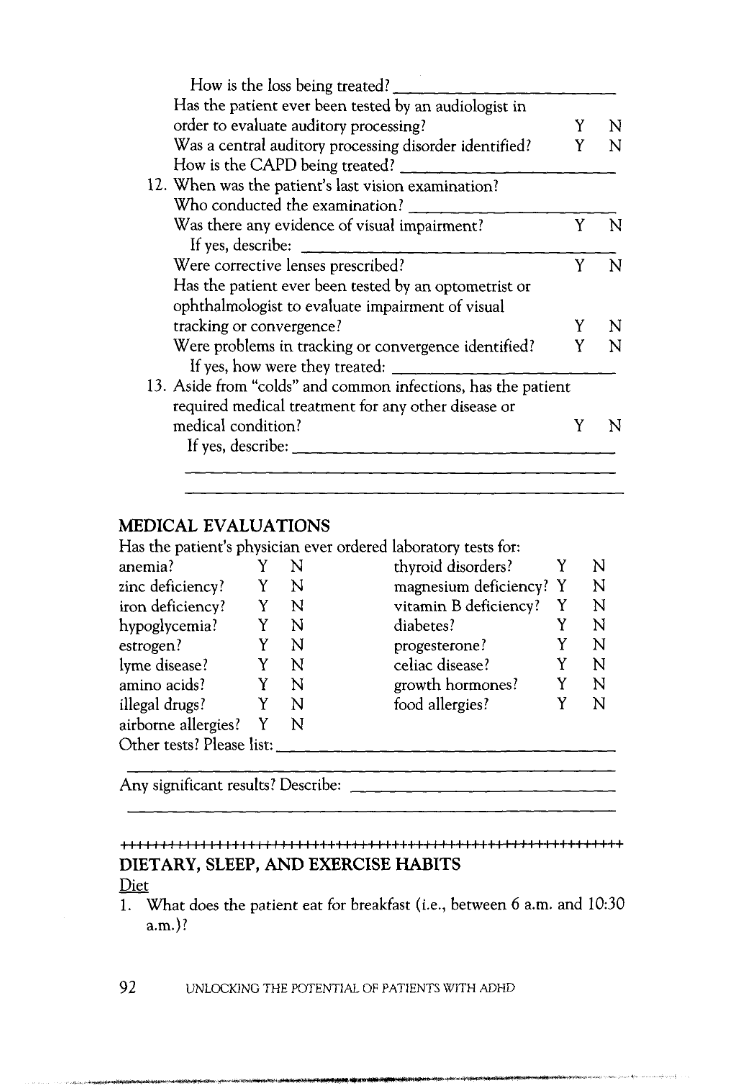 How is the loss being treated?
Has the patient ever been tested by an audiologist in
order to evaluate auditory processing? Y N
Was a central auditory processing disorder identified? Y N
How is the CAPD being treated?
12. When was the patient's last vision examination?
Who conducted the examination?
Was there any evidence of visual impairment? Y N
If yes, describe:
Were corrective lenses prescribed? Y N
Has the patient ever been tested by an optometrist or
ophthalmologist to evaluate impairment of visual
tracking or convergence? Y N
Were problems in tracking or convergence identified? Y N
If yes, how were they treated:
13. Aside from “colds” and common infections, has the patient
required medical treatment for any other disease or
medical condition? Y N
If yes, describe:
MEDICAL EVALUATIONS
Has the patient's physician ever ordered laboratory tests for:
anemia? Y N thyroid disorders? Y N
zinc deficiency? Y N magnesium deficiency? Y N
iron deficiency? Y N vitamin B deficiency? Y N
hypoglycemia? Y N diabetes? Y N
estrogen? Y N progesterone? Y N
lyme disease? Y N celiac disease? Y N
amino acids? Y N growth hormones? Y N
illegal drugs? Y N food allergies? Y N
airborne allergies? Y N
Other tests? Please list:
Any significant results? Describe:
DIETARY, SLEEP, AND EXERCISE HABITS
Diet
1. What does the patient eat for breakfast (i.e., between 6 a.m. and 10:30
a.m.)?
92 UNLOCKING THE POTENTIAL OF PATIENTS WITH ADHD